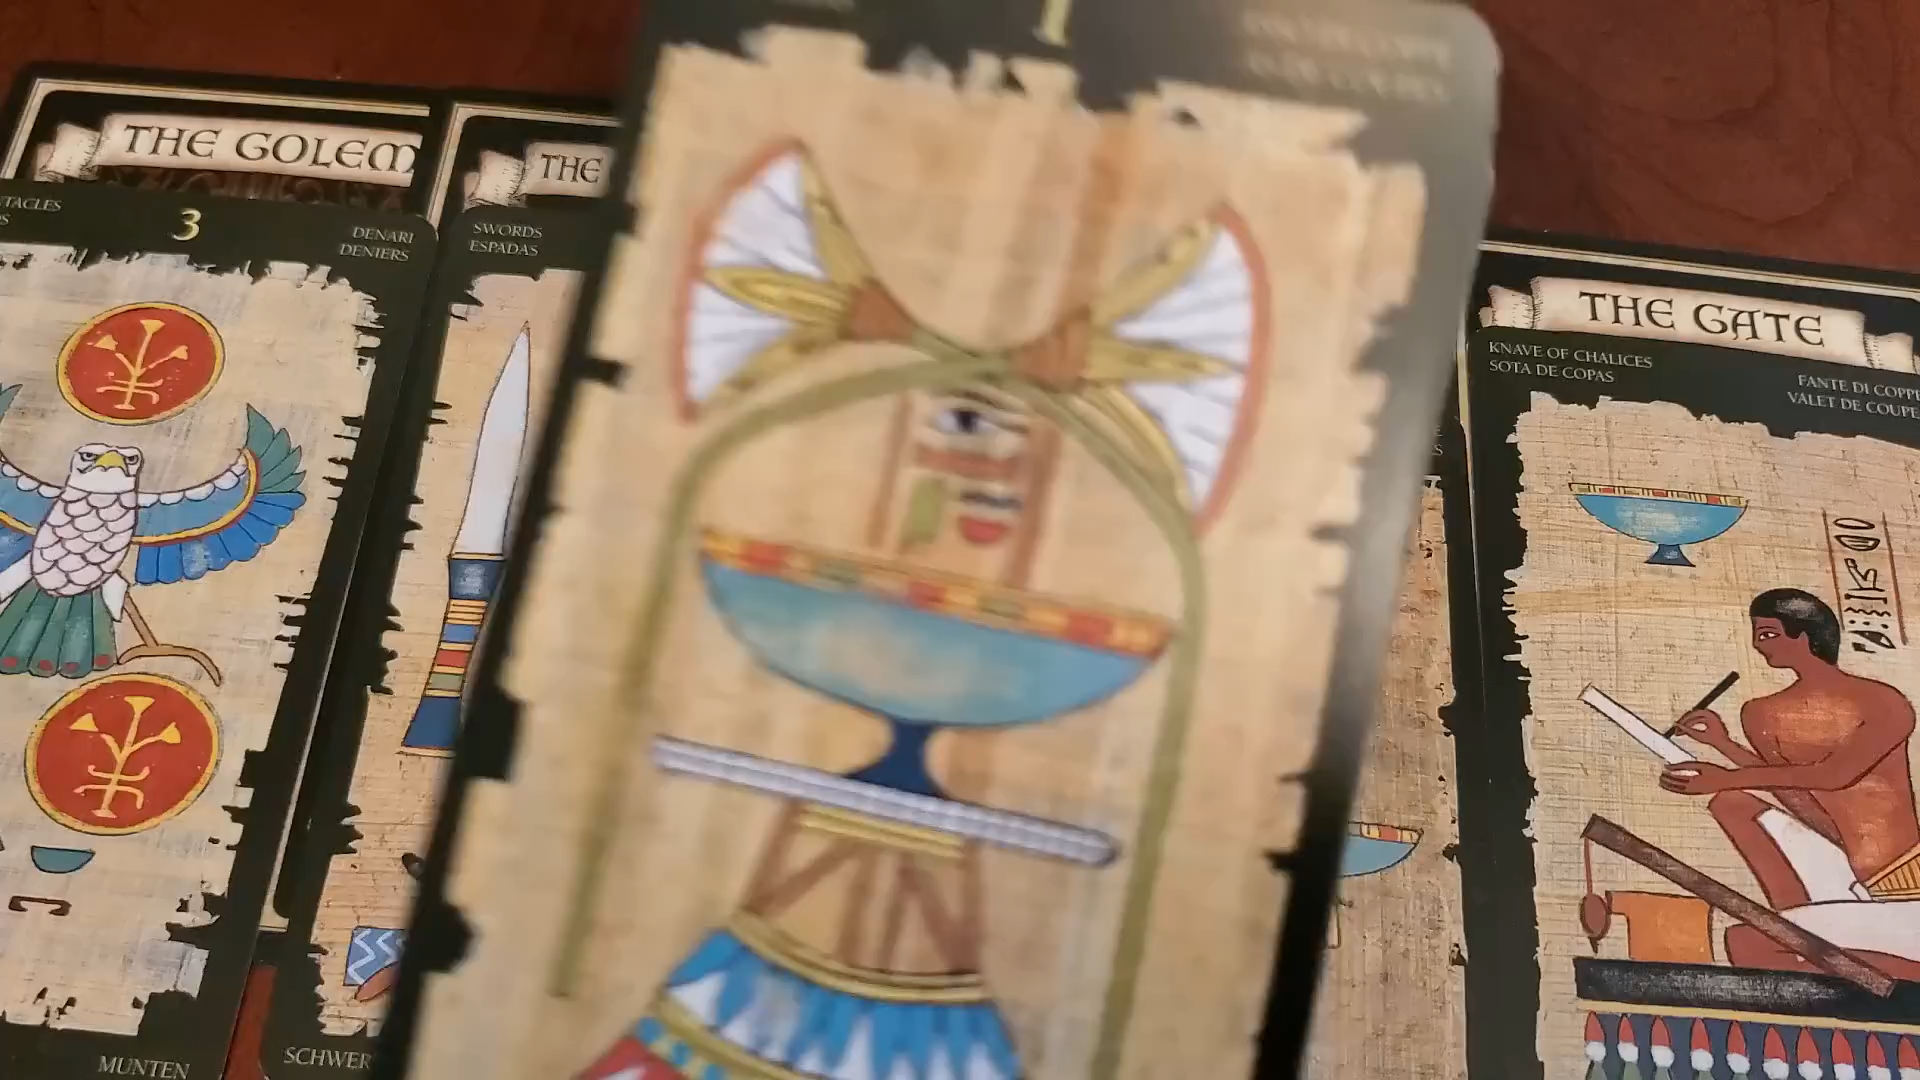 THE GOLEM
THE
THE GATE
TACLES
S
3
DENARI
DENIERS
SWORDS
ESPADAS
1
KNAVE OF CHALICES
SOTA DE COPAS
FANTE DI COPPE
VALET DE COUPE
S
MUNTEN
SCHWER